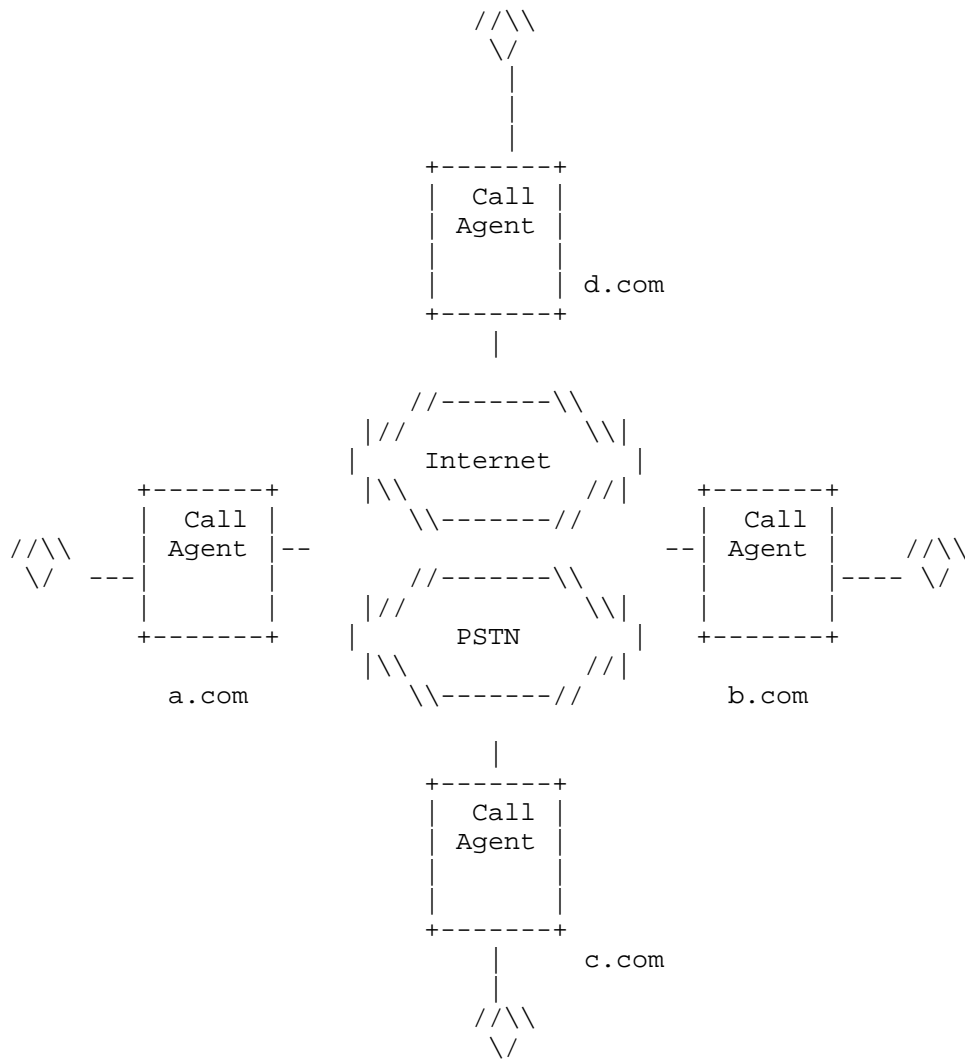 Call
Agent
d.com
Internet
Call
Agent
Call
Agent
PSTN
a.com
b.com
Call
Agent
c.com